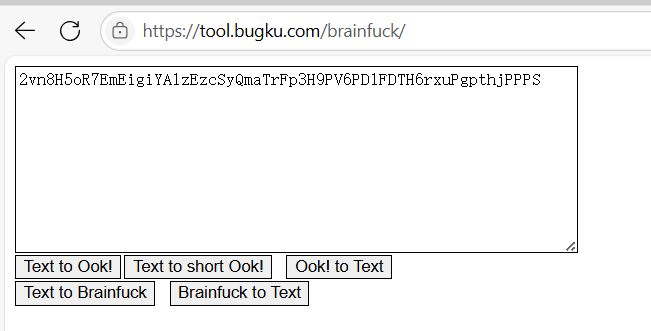 https://tool.bugku.com/brainfuck/
2vn8H5oR7EmEigiYA1zEzcSyQmaTrFp3H9PV6PD1FDTH6rxuPgpthjPPPS
Text to Ook! Text to short Ook! Ook! to Text
Text to Brainfuck Brainfuck to Text